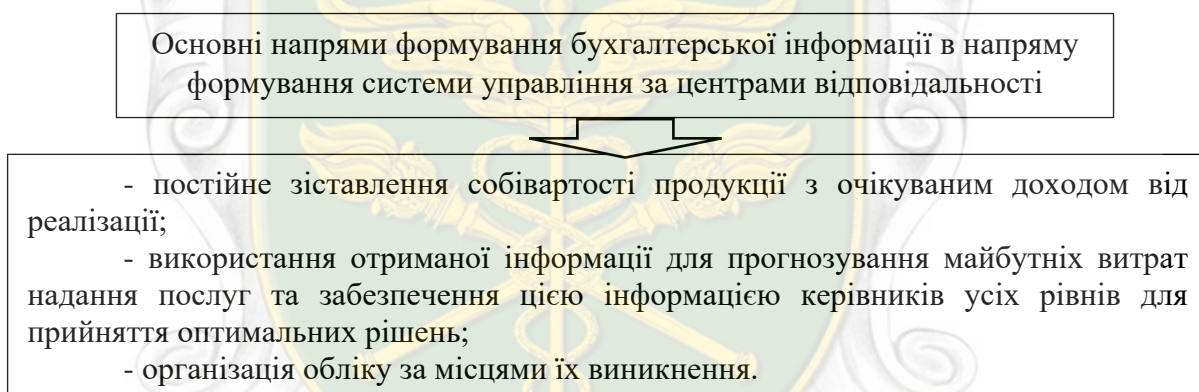 Основні напрями формування бухгалтерської інформації в напряму
формування системи управління за центрами відповідальності
- постійне зіставлення собівартості продукції з очікуваним доходом від
реалізації;
- використання отриманої інформації для прогнозування майбутніх витрат
надання послуг та забезпечення цією інформацією керівників усіх рівнів для
прийняття оптимальних рішень;
- організація обліку за місцями їх виникнення.